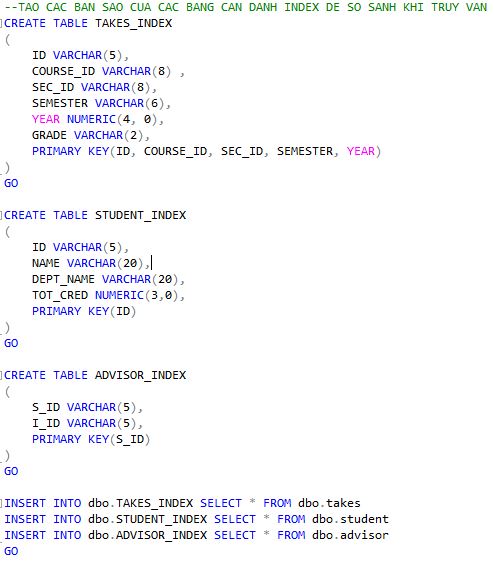 --TAO CAC BAN SAO CUA CAC BANG CAN DANH INDEX DE SO SANH KHI TRUY VAN
CREATE TABLE TAKES_INDEX
(
ID VARCHAR(5),
COURSE_ID VARCHAR(8) ,
SEC_ID VARCHAR(8),
SEMESTER VARCHAR(6),
YEAR NUMERIC(4, 0),
GRADE VARCHAR(2),
PRIMARY KEY(ID, COURSE_ID, SEC_ID, SEMESTER, YEAR)
)
GO
CREATE TABLE STUDENT_INDEX
(
ID VARCHAR(5),
NAME VARCHAR(20),
DEPT_NAME VARCHAR(20),
TOT_CRED NUMERIC(3,0),
PRIMARY KEY(ID)
)
GO
CREATE TABLE ADVISOR_INDEX
(
S_ID VARCHAR(5),
I_ID VARCHAR(5),
PRIMARY KEY(S_ID)
)
GO
INSERT INTO dbo.TAKES_INDEX SELECT * FROM dbo.takes
INSERT INTO dbo.STUDENT_INDEX SELECT * FROM dbo.student
INSERT INTO dbo.ADVISOR_INDEX SELECT * FROM dbo.advisor
GO